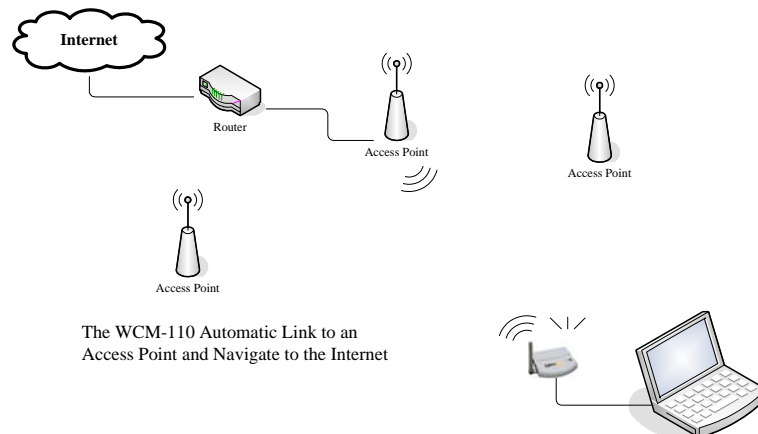 Internet
Router
Access Point
Access Point
Access Point
The WCM-110 Automatic Link to an
Access Point and Navigate to the Internet